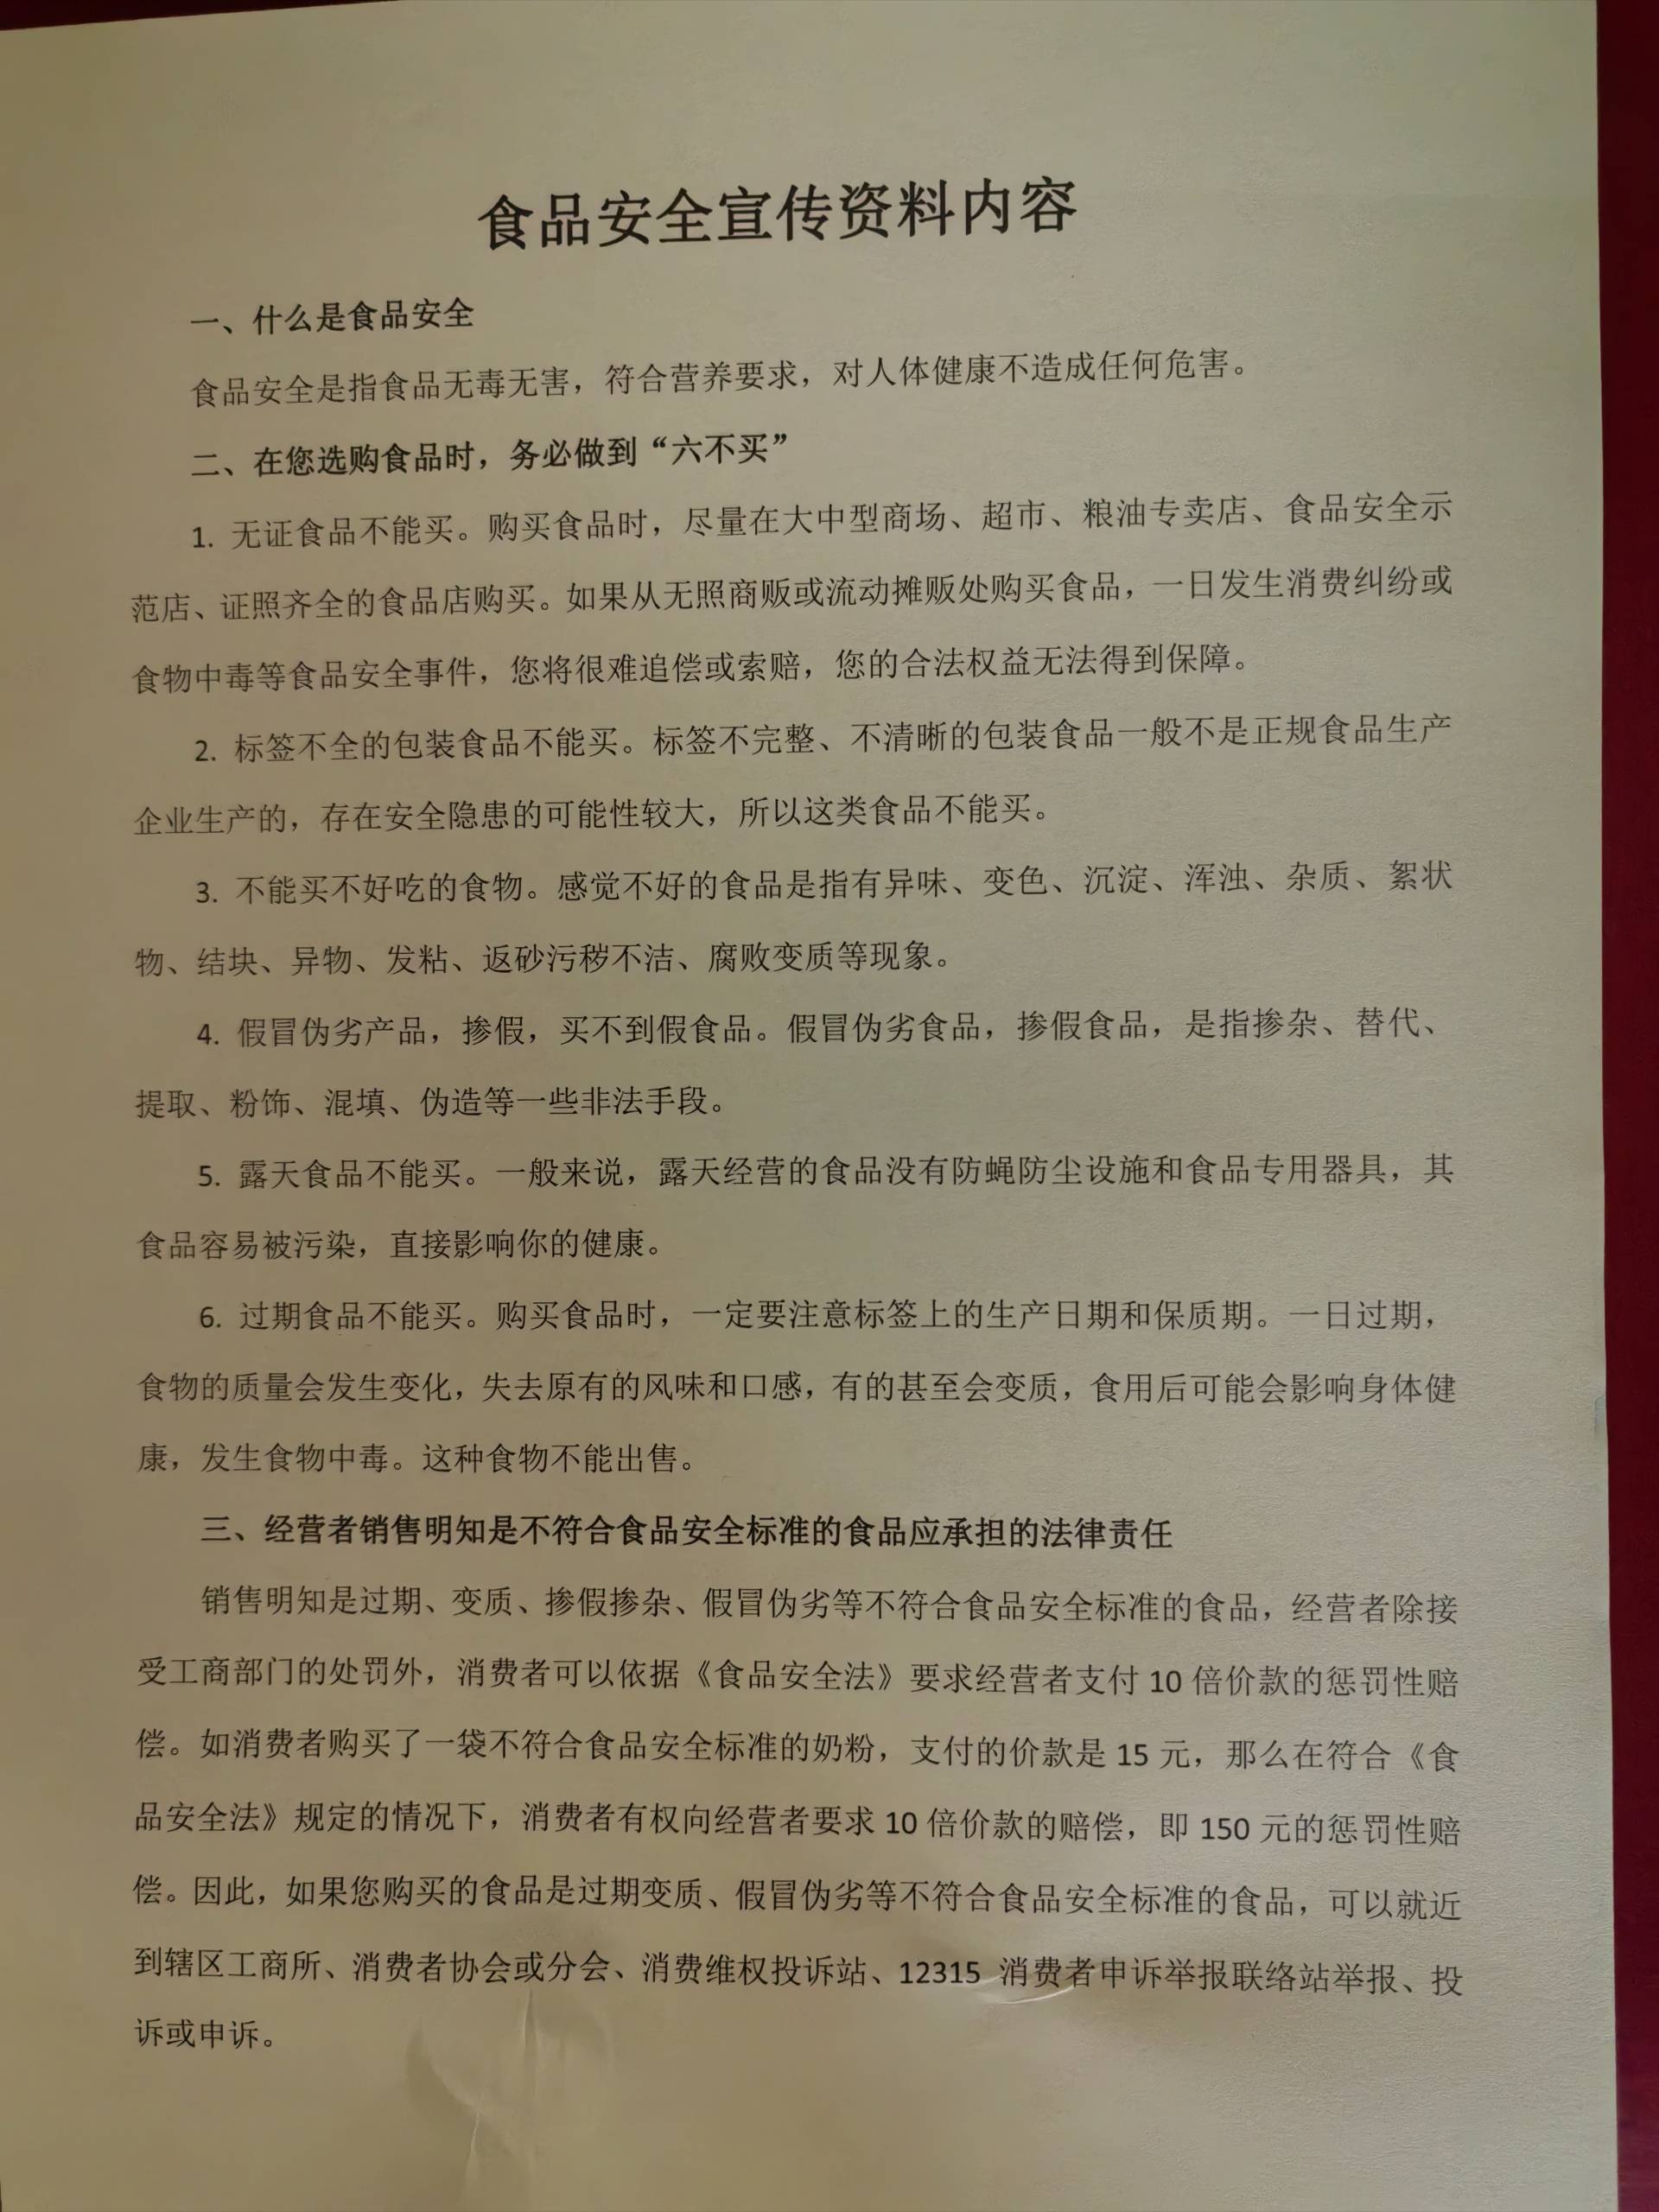 食品安全宣传资料内容
一、什么是食品安全
食品安全是指食品无毒无害，符合营养要求，对人体健康不造成任何危害。
二、在您选购食品时，务必做到“六不买”
1. 无证食品不能买。购买食品时，尽量在大中型商场、超市、粮油专卖店、食品安全示
范店、证照齐全的食品店购买。如果从无照商贩或流动摊贩处购买食品，一日发生消费纠纷或
食物中毒等食品安全事件，您将很难追偿或索赔，您的合法权益无法得到保障。
2. 标签不全的包装食品不能买。标签不完整、不清晰的包装食品一般不是正规食品生产
企业生产的，存在安全隐患的可能性较大，所以这类食品不能买。
3. 不能买不好吃的食物。感觉不好的食品是指有异味、变色、沉淀、浑浊、杂质、絮状
物、结块、异物、发粘、返砂污秽不洁、腐败变质等现象。
4. 假冒伪劣产品，掺假，买不到假食品。假冒伪劣食品，掺假食品，是指掺杂、替代、
提取、粉饰、混填、伪造等一些非法手段。
5. 露天食品不能买。一般来说，露天经营的食品没有防蝇防尘设施和食品专用器具，其
食品容易被污染，直接影响你的健康。
6. 过期食品不能买。购买食品时，一定要注意标签上的生产日期和保质期。一日过期，
食物的质量会发生变化，失去原有的风味和口感，有的甚至会变质，食用后可能会影响身体健
康，发生食物中毒。这种食物不能出售。
三、经营者销售明知是不符合食品安全标准的食品应承担的法律责任
销售明知是过期、变质、掺假掺杂、假冒伪劣等不符合食品安全标准的食品，经营者除接
受工商部门的处罚外，消费者可以依据《食品安全法》要求经营者支付 10 倍价款的惩罚性赔
偿。如消费者购买了一袋不符合食品安全标准的奶粉，支付的价款是 15 元，那么在符合《食
品安全法》规定的情况下，消费者有权向经营者要求 10 倍价款的赔偿，即 150 元的惩罚性赔
偿。因此，如果您购买的食品是过期变质、假冒伪劣等不符合食品安全标准的食品，可以就近
到辖区工商所、消费者协会或分会、消费维权投诉站、12315 消费者申诉举报联络站举报、投
诉或申诉。